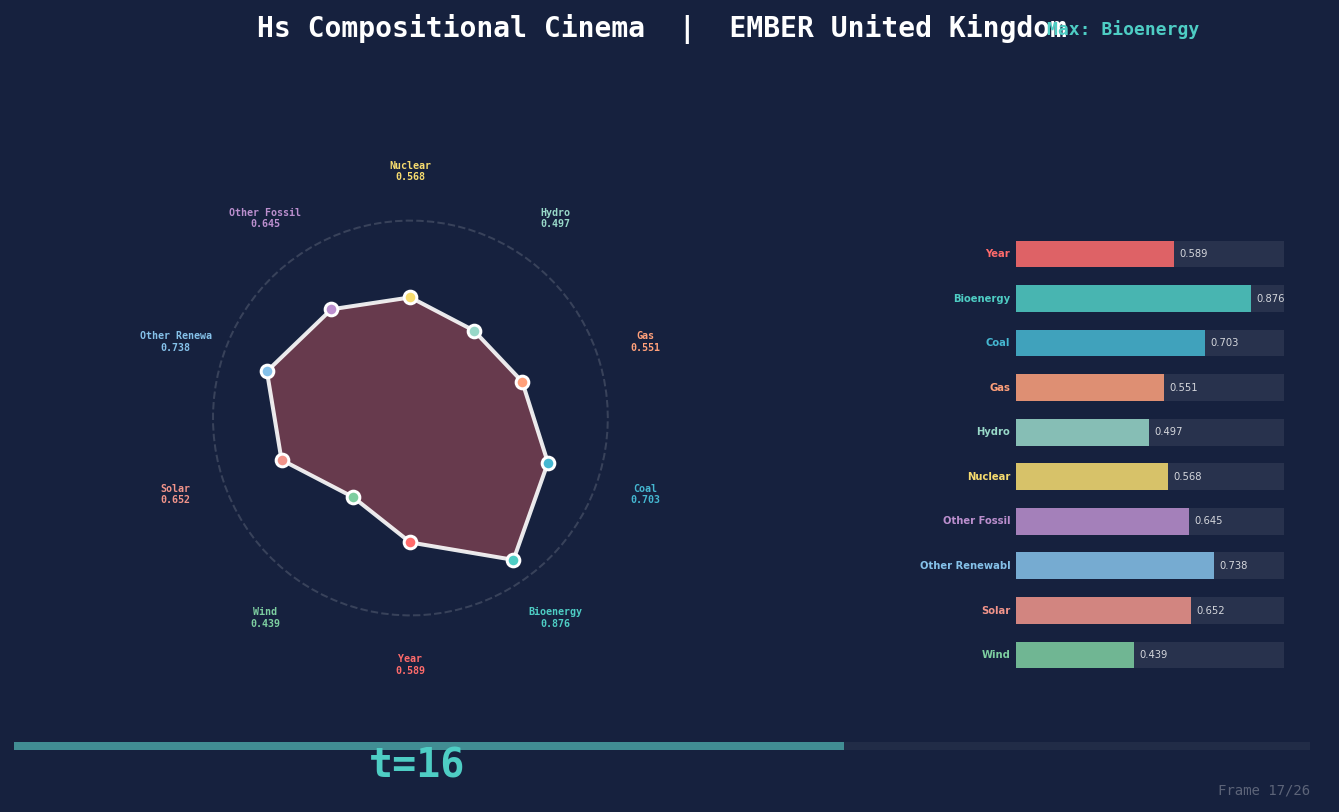 Hs Compositional Cinema | EMBER United Kingdom
Max: Bioenergy
Nuclear
0.568
Other Fossil
0.645
Hydro
0.497
Other Renewa
0.738
Gas
0.551
Solar
0.652
Coal
0.703
Wind
0.439
Bioenergy
0.876
Year
0.589
Year 0.589
Bioenergy 0.876
Coal 0.703
Gas 0.551
Hydro 0.497
Nuclear 0.568
Other Fossil 0.645
Other Renewabl 0.738
Solar 0.652
Wind 0.439
t=16
Frame 17/26